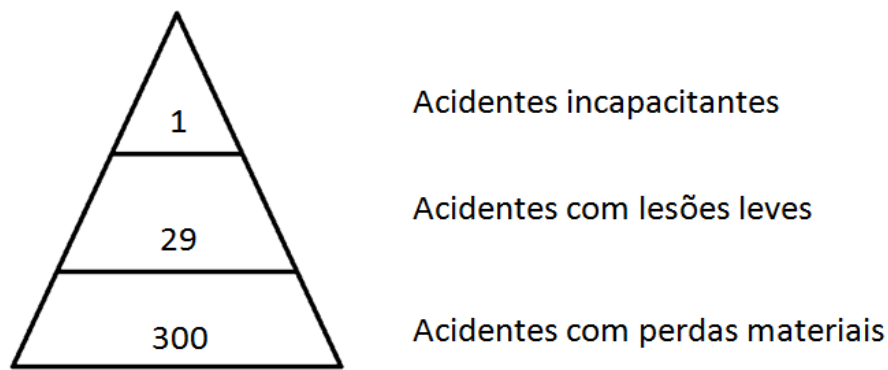 1
Acidentes incapacitantes
29
Acidentes com lesões leves
300
Acidentes com perdas materiais